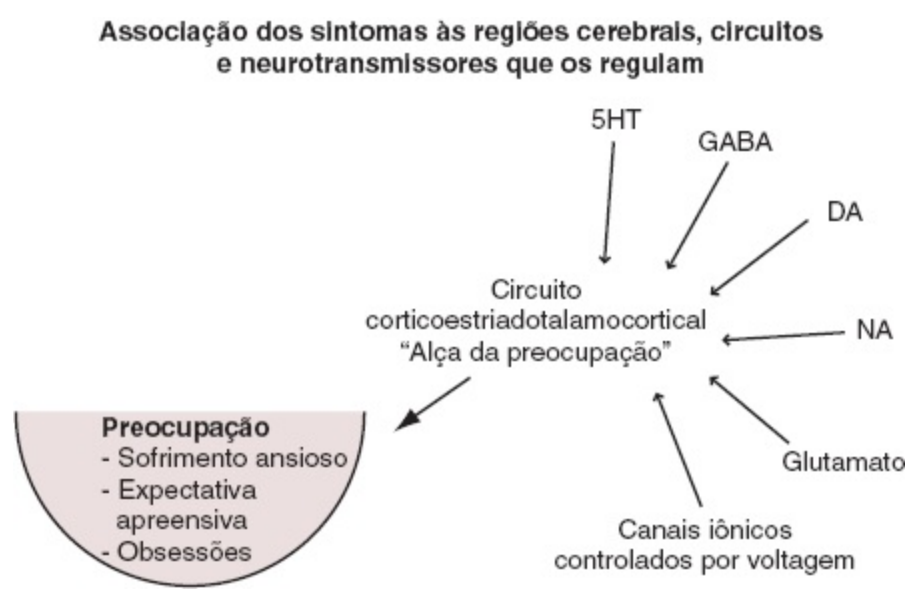 Associação dos sintomas às regiões cerebrais, circuitos
e neurotransmissores que os regulam
5HT
GABA
DA
Circuito
corticoestriadotalamocortical
“Alça da preocupação”
NA
Preocupação
- Sofrimento ansioso
- Expectativa
apreensiva
- Obsessões
Glutamato
Canais iônicos
controlados por voltagem